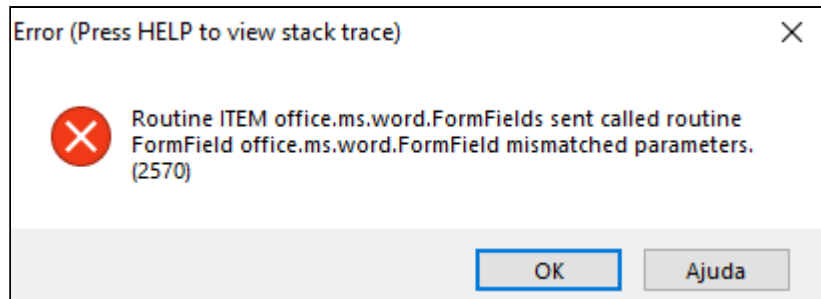 Error (Press HELP to view stack trace)
Routine ITEM office.ms.word.FormFields sent called routine
FormField office.ms.word.FormField mismatched parameters.
(2570)
OK
Ajuda